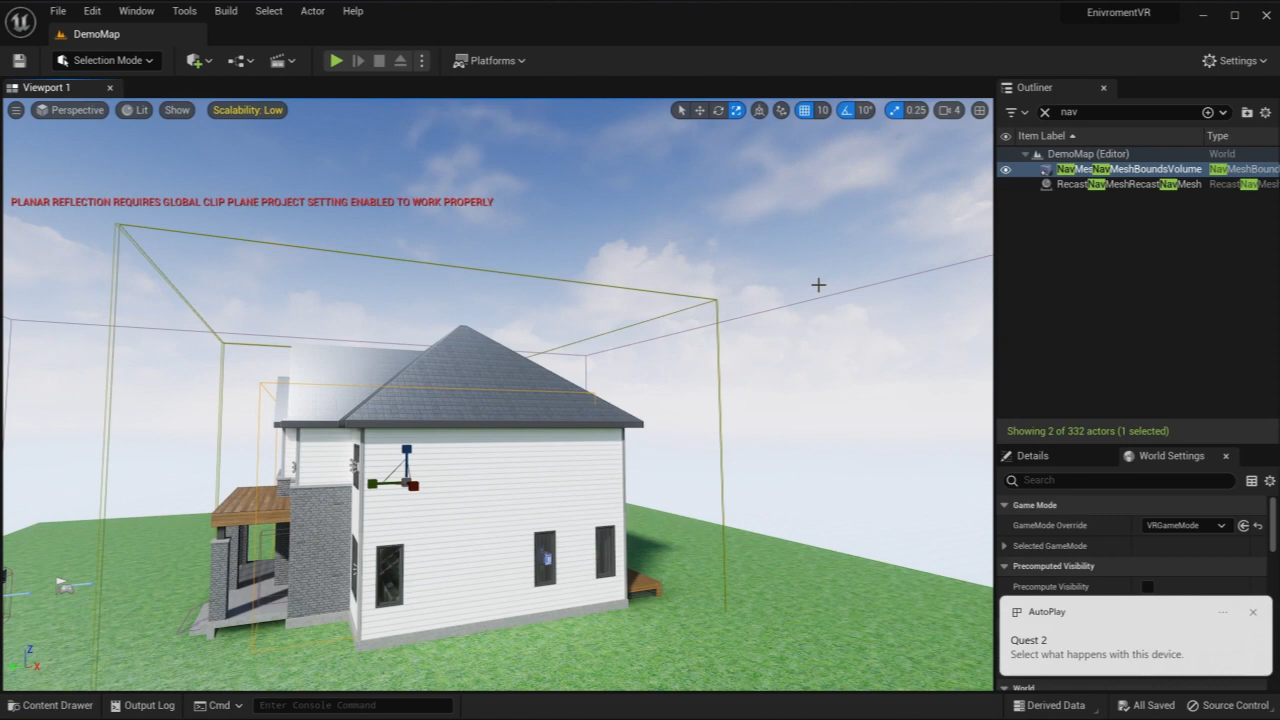 File Edit Window Tools Build Select Actor Help
EnivromentVR
DemoMap
Selection Mode
Platforms
Settings
Viewport 1
Outliner
Perspective Lit Show Scalability: Low
10 10° 0.25 4
nav
Item Label Type
DemoMap (Editor) World
NavMesNavMeshBoundsVolume NavMeshBound
RecastNavMeshRecastNavMesh RecastNavMesh
PLANAR REFLECTION REQUIRES GLOBAL CLIP PLANE PROJECT SETTING ENABLED TO WORK PROPERLY
Showing 2 of 332 actors (1 selected)
Details World Settings
Search
Game Mode
GameMode Override VRGameMode
Selected GameMode
Precomputed Visibility
Precompute Visibility
AutoPlay
Quest 2
Select what happens with this device.
World
Z
X
Content Drawer Output Log Cmd Enter Console Command Derived Data All Saved Source Control